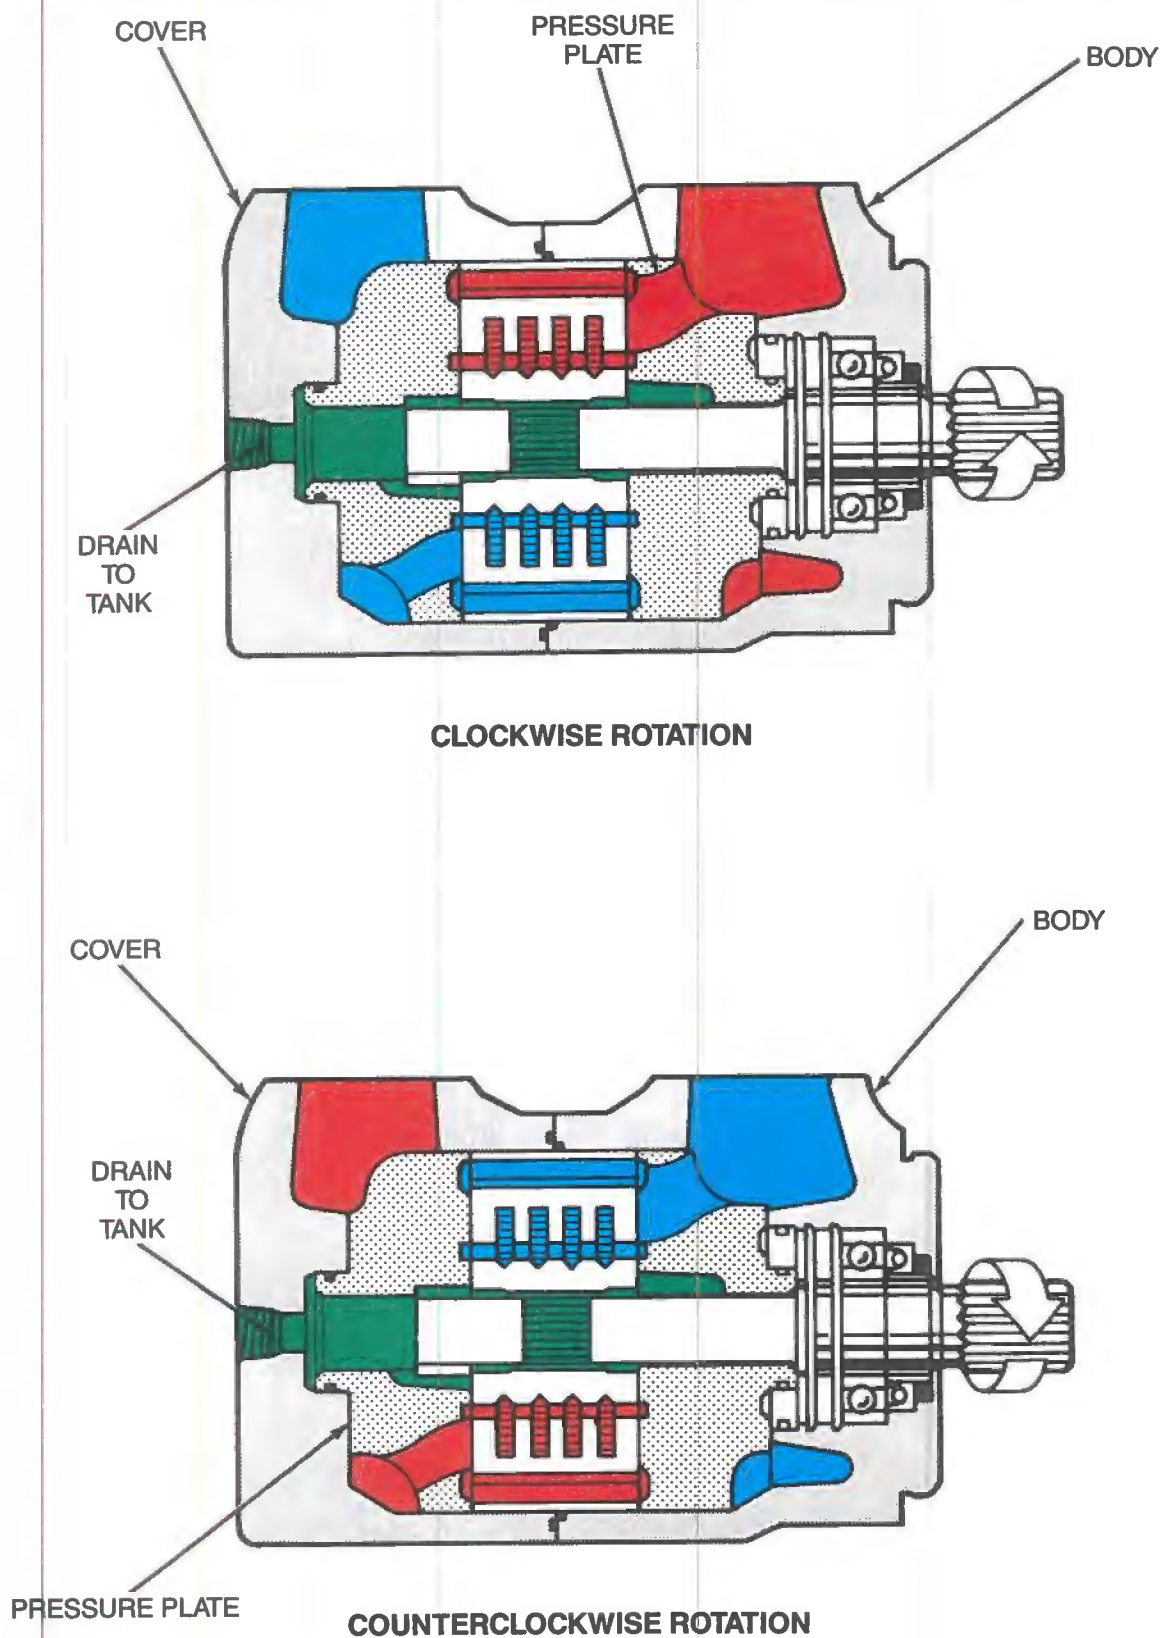 COVER
PRESSURE
PLATE
BODY
DRAIN
TO
TANK
CLOCKWISE ROTATION
COVER
BODY
DRAIN
TO
TANK
PRESSURE PLATE
COUNTERCLOCKWISE ROTATION